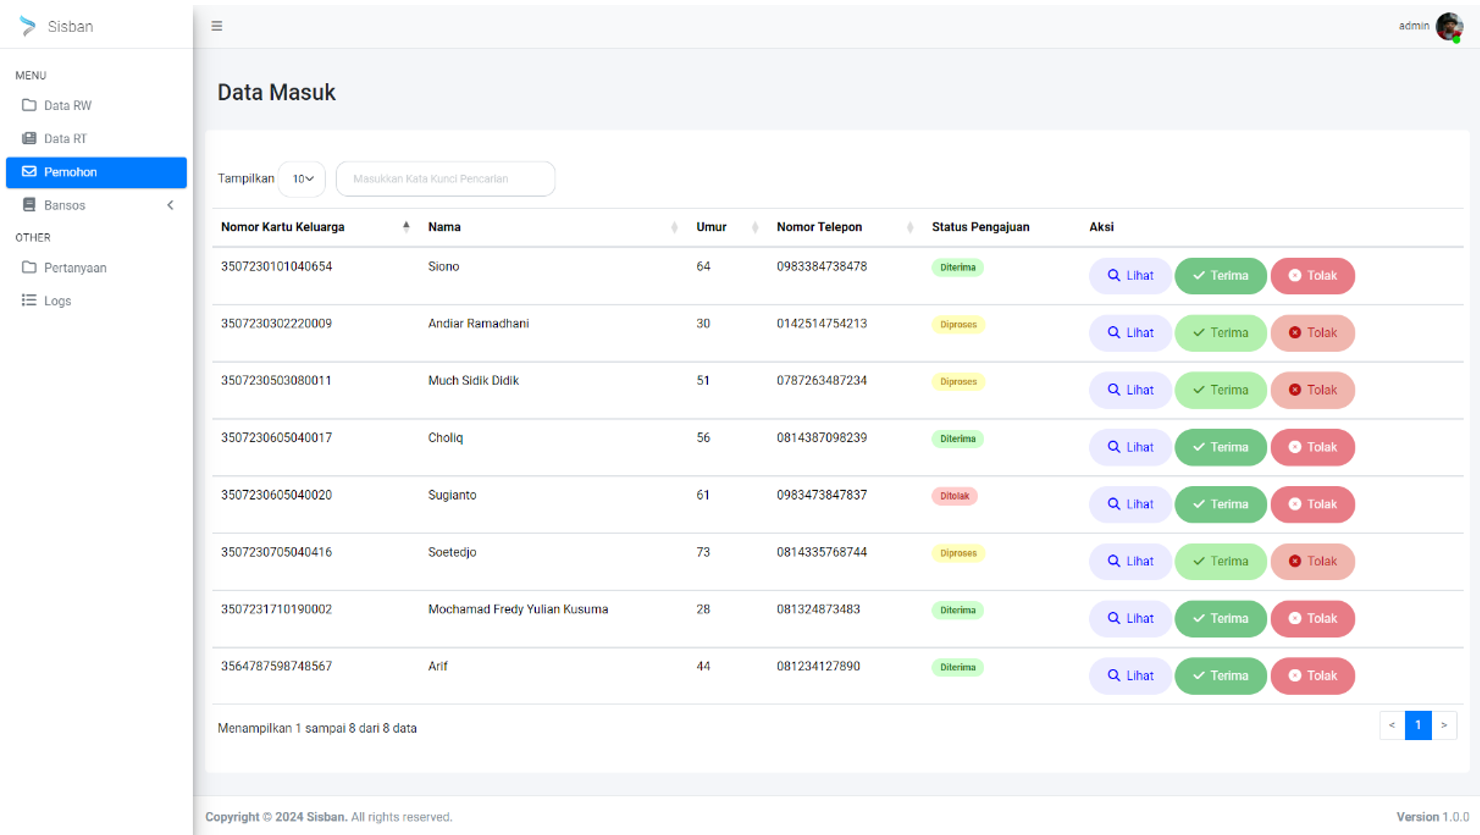 Sisban
admin
MENU
Data RW
Data RT
Pemohon
Bansos
OTHER
Pertanyaan
Logs
Data Masuk
Tampilkan 10 Masukkan Kata Kunci Pencarian
Nomor Kartu Keluarga Nama Umur Nomor Telepon Status Pengajuan Aksi
3507230101040654 Siono 64 0983384738478 Diterima Lihat Terima Tolak
3507230302220009 Andiar Ramadhani 30 0142514754213 Diproses Lihat Terima Tolak
3507230503080011 Much Sidik Didik 51 0787263487234 Diproses Lihat Terima Tolak
3507230605040017 Choliq 56 0814387098239 Diterima Lihat Terima Tolak
3507230605040020 Sugianto 61 0983473847837 Ditolak Lihat Terima Tolak
3507230705040416 Soetedjo 73 0814335768744 Diproses Lihat Terima Tolak
3507231710190002 Mochamad Fredy Yulian Kusuma 28 081324873483 Diterima Lihat Terima Tolak
3564787598748567 Arif 44 081234127890 Diterima Lihat Terima Tolak
Menampilkan 1 sampai 8 dari 8 data
< 1 >
Copyright © 2024 Sisban. All rights reserved.
Version 1.0.0